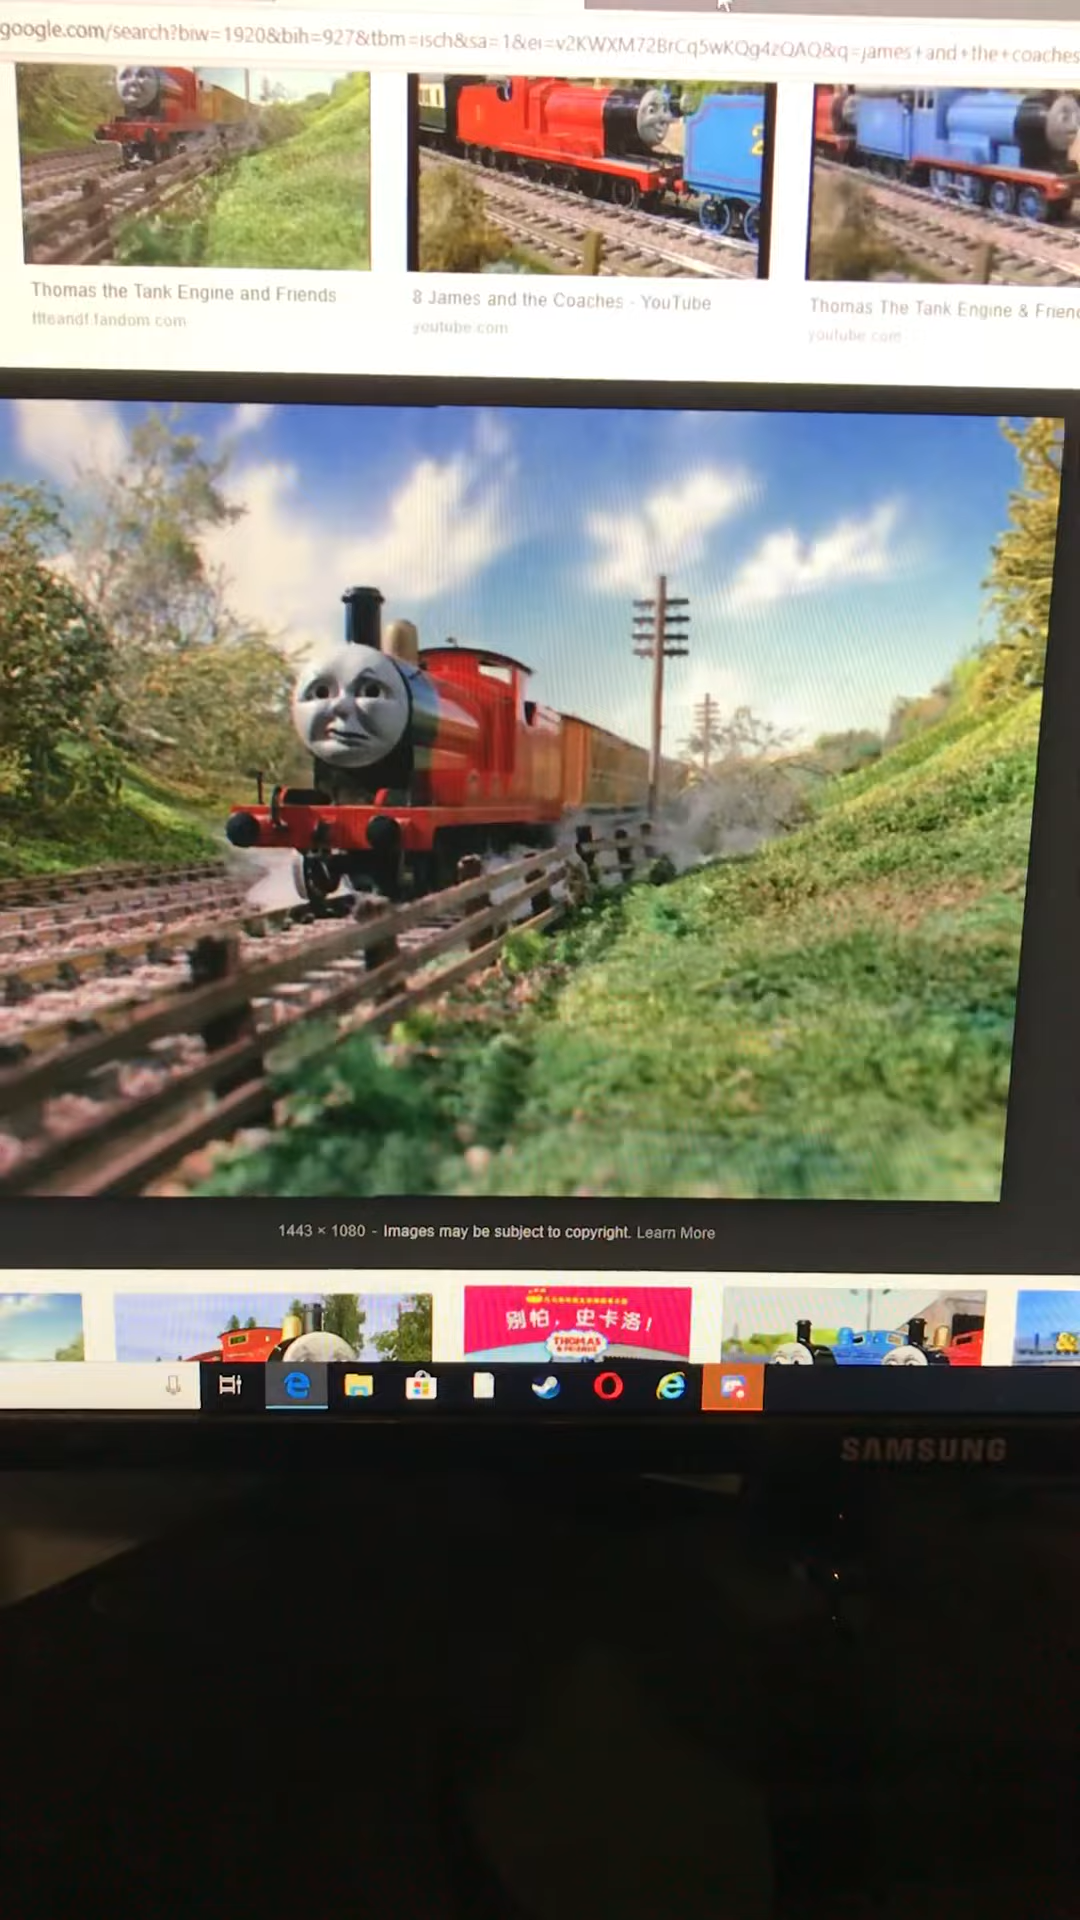 google.com/search?biw=1920&bih=927&tbm=isch&sa=1&ei=v2KWXM72BrCq5wKQg4zQAQ&q=james+and+the+coaches
2
Thomas the Tank Engine and Friends
ttteandf.fandom.com
8 James and the Coaches - YouTube
youtube.com
Thomas The Tank Engine & Frien
youtube.com
1443 × 1080 - Images may be subject to copyright. Learn More
别怕，史卡洛！
THOMAS
& FRIENDS
SAMSUNG